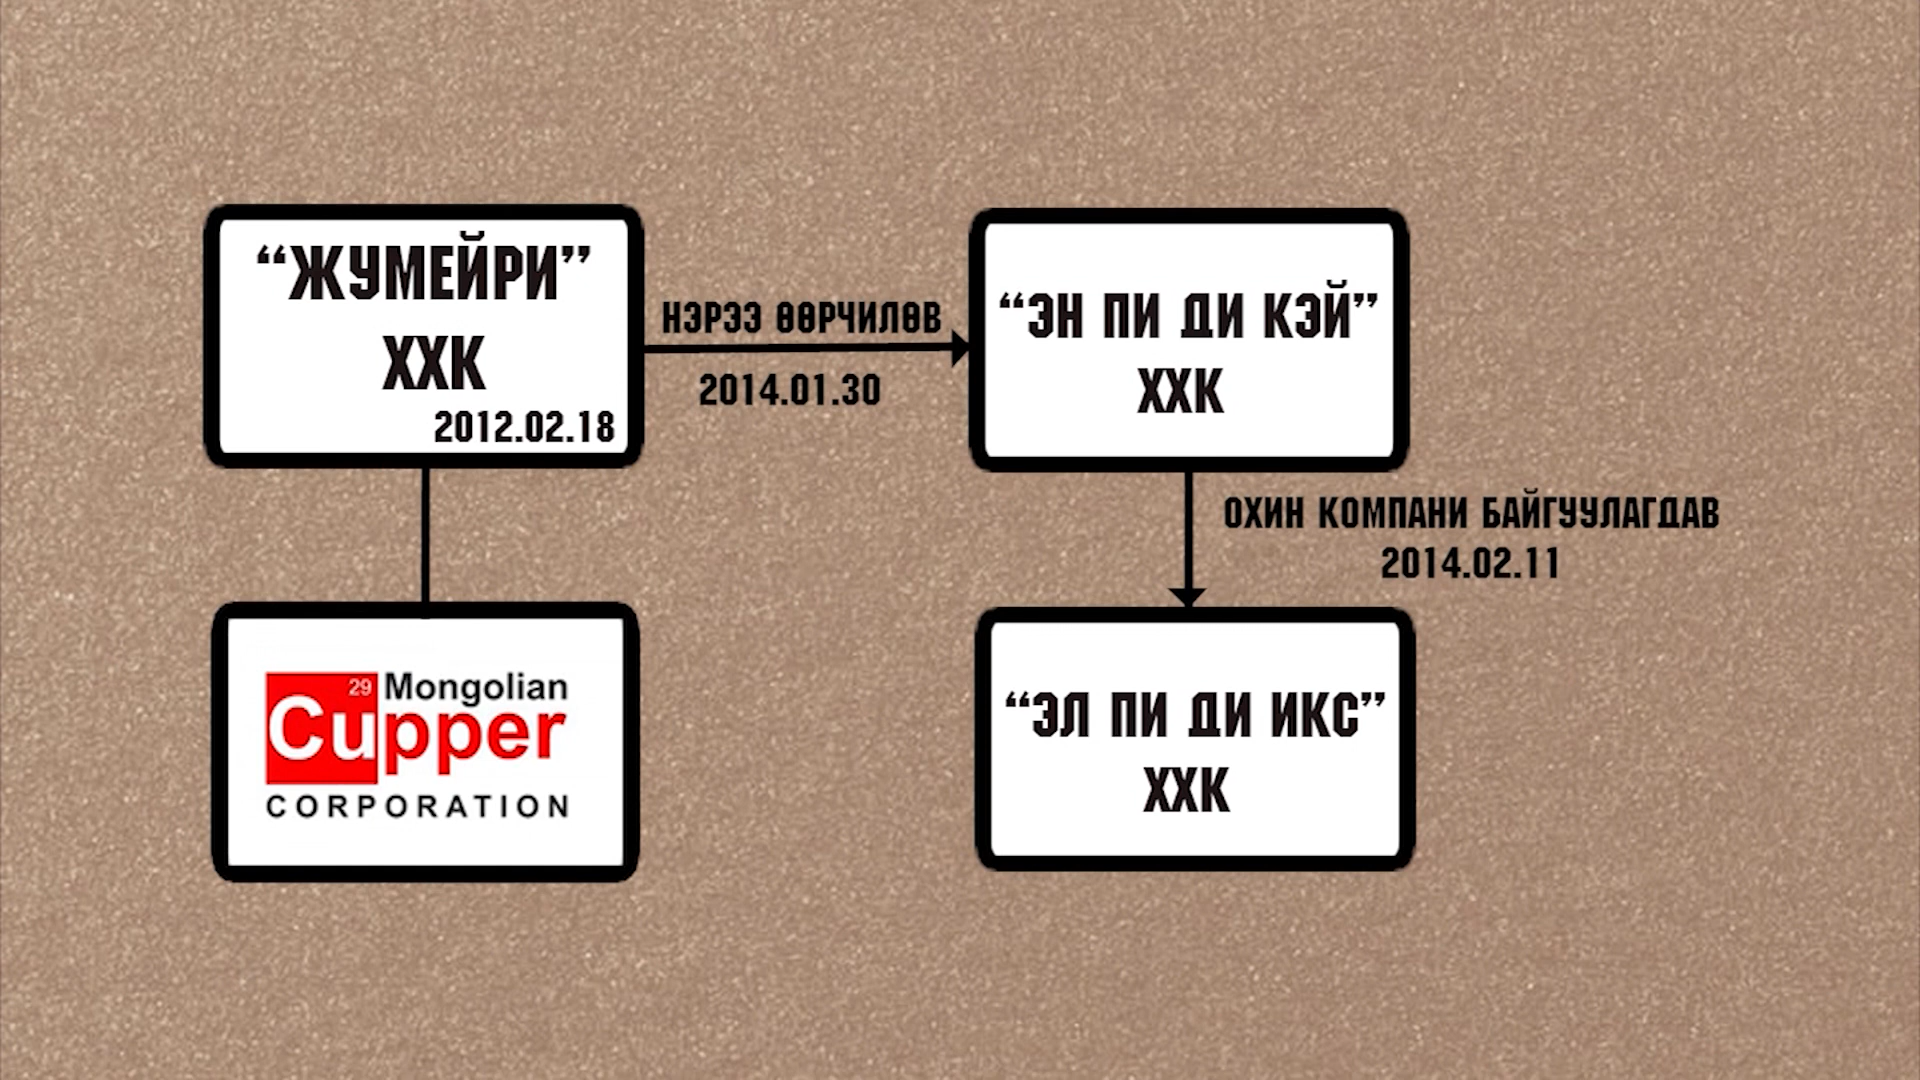 “ЖУМЕЙРИ”
ХХК
2012.02.18
НЭРЭЭ ӨӨРЧИЛӨВ
2014.01.30
“ЭН ПИ ДИ КЭЙ”
ХХК
ОХИН КОМПАНИ БАЙГУУЛАГДАВ
2014.02.11
29 Mongolian
Cupper
CORPORATION
“ЭЛ ПИ ДИ ИКС”
ХХК